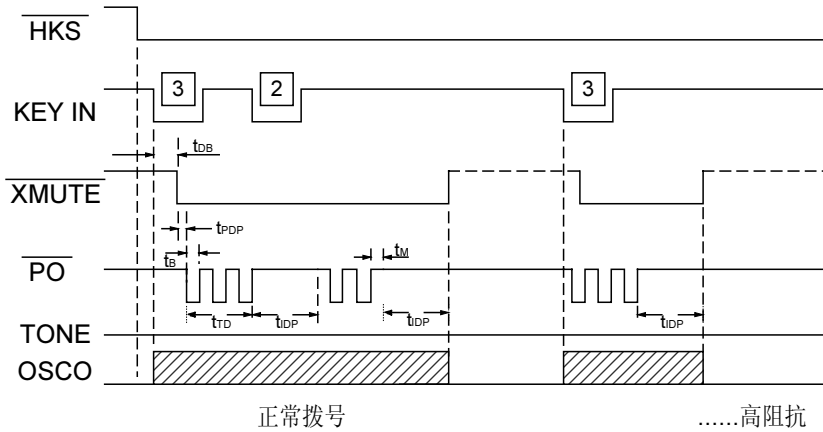 HKS
3
2
3
KEY IN
tDB
XMUTE
tPDP
tB
tM
PO
tTD
tIDP
tIDP
tIDP
TONE
OSCO
正常拨号
......高阻抗